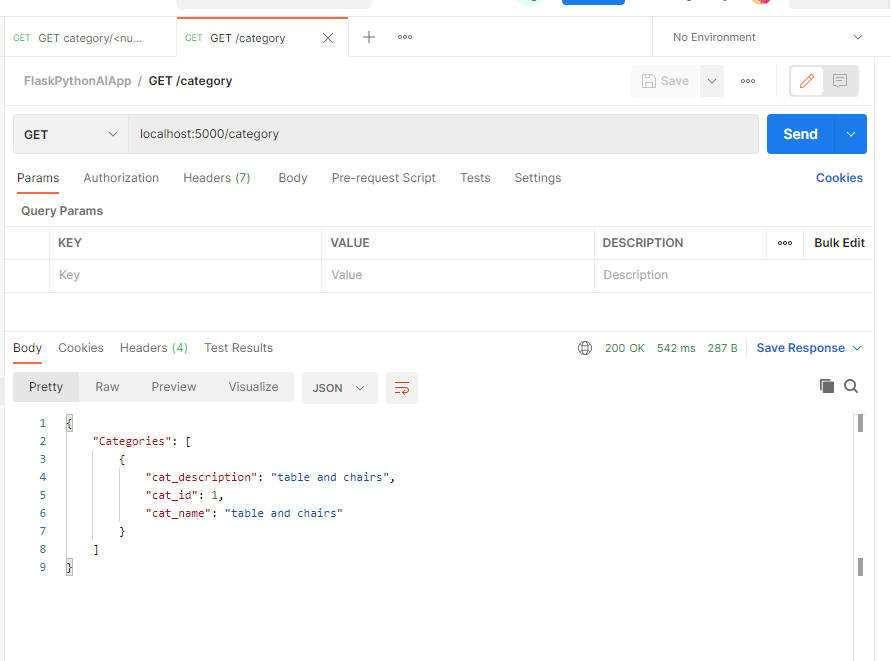 GET GET category/<nu...
GET GET /category
No Environment
FlaskPythonAIApp / GET /category
Save
GET
localhost:5000/category
Send
Params Authorization Headers (7) Body Pre-request Script Tests Settings Cookies
Query Params
KEY VALUE DESCRIPTION Bulk Edit
Key Value Description
Body Cookies Headers (4) Test Results 200 OK 542 ms 287 B Save Response
Pretty Raw Preview Visualize JSON
1 {
2 "Categories": [
3 {
4 "cat_description": "table and chairs",
5 "cat_id": 1,
6 "cat_name": "table and chairs"
7 }
8 ]
9 }